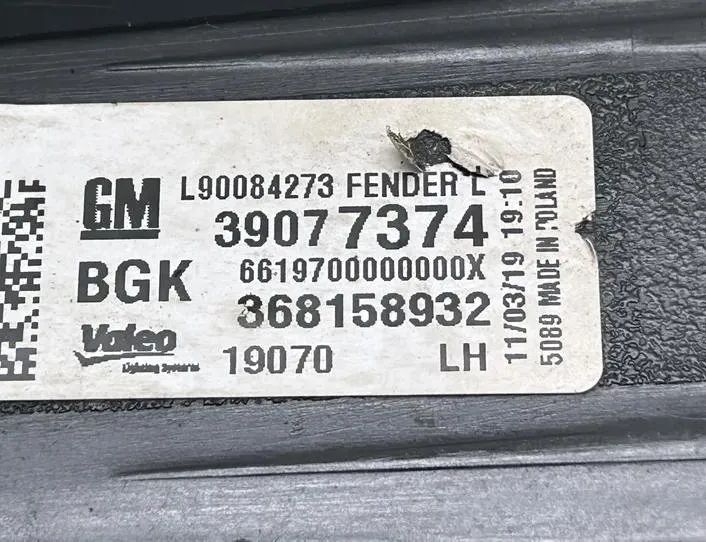 GM
L90084273 FENDER L
39077374
BGK
6619700000000X
368158932
Valeo
Lighting Systems
19070 LH
11/03/19 19:10
5089 MADE IN POLAND